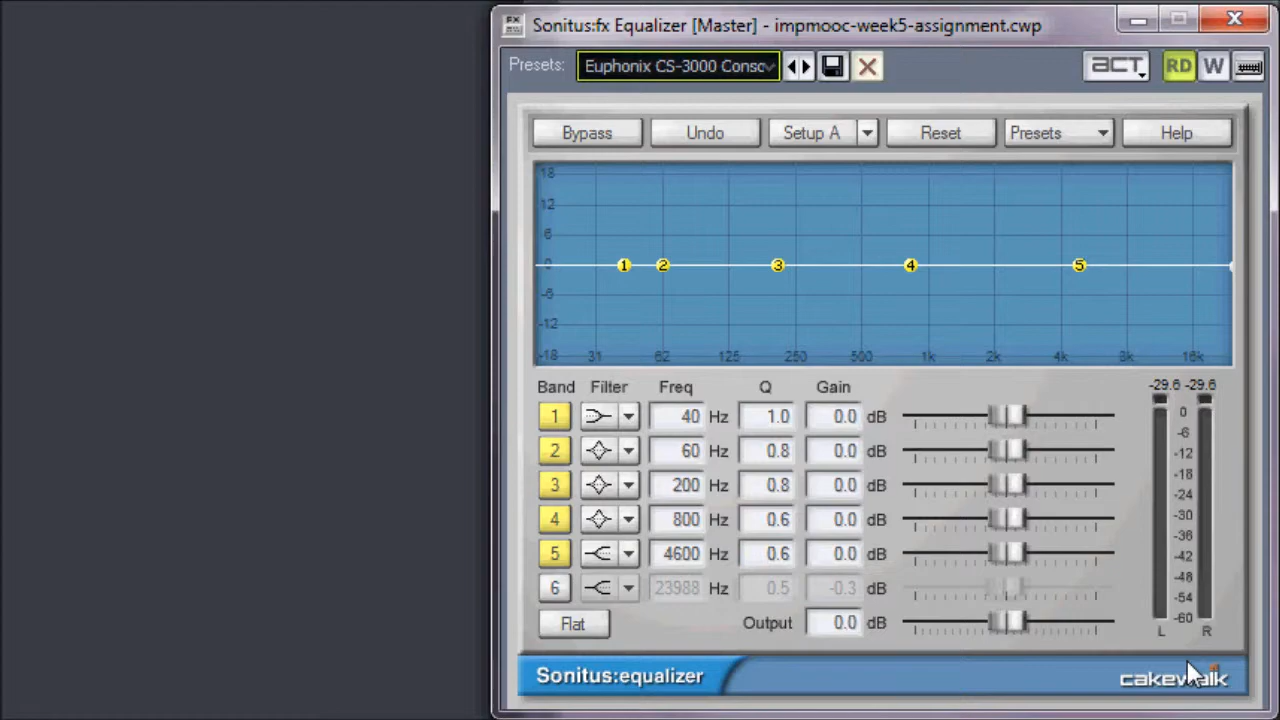 Sonitus:fx Equalizer [Master] - impmooc-week5-assignment.cwp
Presets: Euphonix CS-3000 Consc ACT RD W
Bypass Undo Setup A Reset Presets Help
18
12
6
0
-6
-12
-18 31 62 125 250 500 1k 2k 4k 8k 16k
1 2 3 4 5
Band Filter Freq Q Gain -29.6 -29.6
1 40 Hz 1.0 0.0 dB
2 60 Hz 0.8 0.0 dB
3 200 Hz 0.8 0.0 dB
4 800 Hz 0.6 0.0 dB
5 4600 Hz 0.6 0.0 dB
6 23988 Hz 0.5 -0.3 dB
Flat Output 0.0 dB
0
-6
-12
-18
-24
-30
-36
-42
-48
-54
-60
L R
Sonitus:equalizer cakewalk